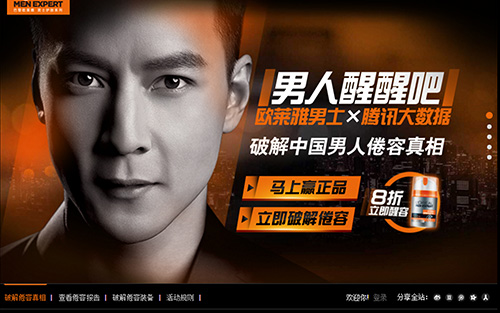 MEN EXPERT
男人醒醒吧
欧莱雅男士×腾讯大数据
破解中国男人倦容真相
马上赢正品
立即破解倦容
8折
立即醒容
破解倦容真相 | 查看倦容报告 | 破解倦容装备 | 活动规则 |
欢迎你! 登录
分享全站: